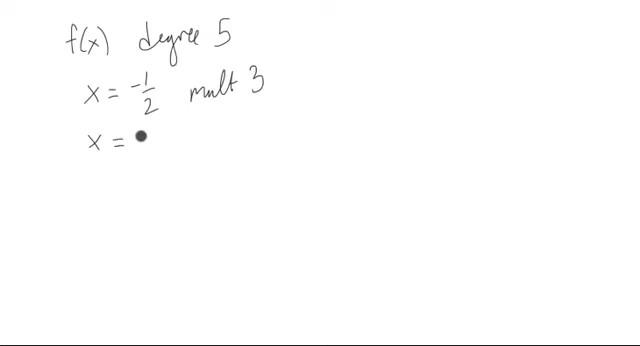 f(x) degree 5
x = -1/2 mult 3
x =